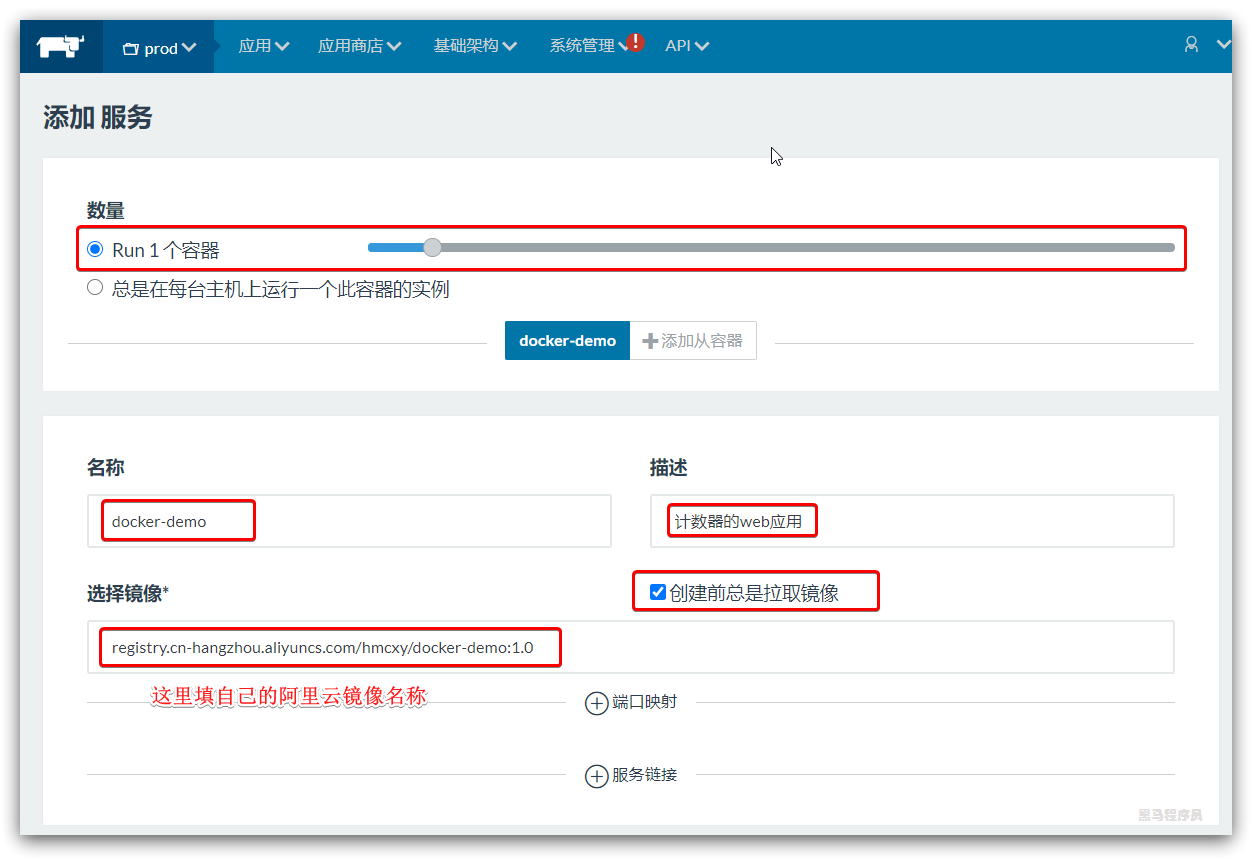 prod 应用 应用商店 基础架构 系统管理 ! API
添加 服务
数量
Run 1 个容器
总是在每台主机上运行一个此容器的实例
docker-demo 添加从容器
名称 描述
docker-demo 计数器的web应用
选择镜像* 创建前总是拉取镜像
registry.cn-hangzhou.aliyuncs.com/hmcxy/docker-demo:1.0
这里填自己的阿里云镜像名称
端口映射
服务链接
黑马程序员